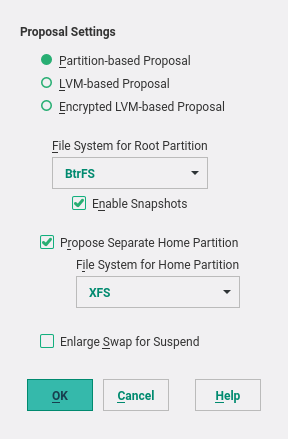 Proposal Settings
Partition-based Proposal
LVM-based Proposal
Encrypted LVM-based Proposal
File System for Root Partition
BtrFS
Enable Snapshots
Propose Separate Home Partition
File System for Home Partition
XFS
Enlarge Swap for Suspend
OK Cancel Help